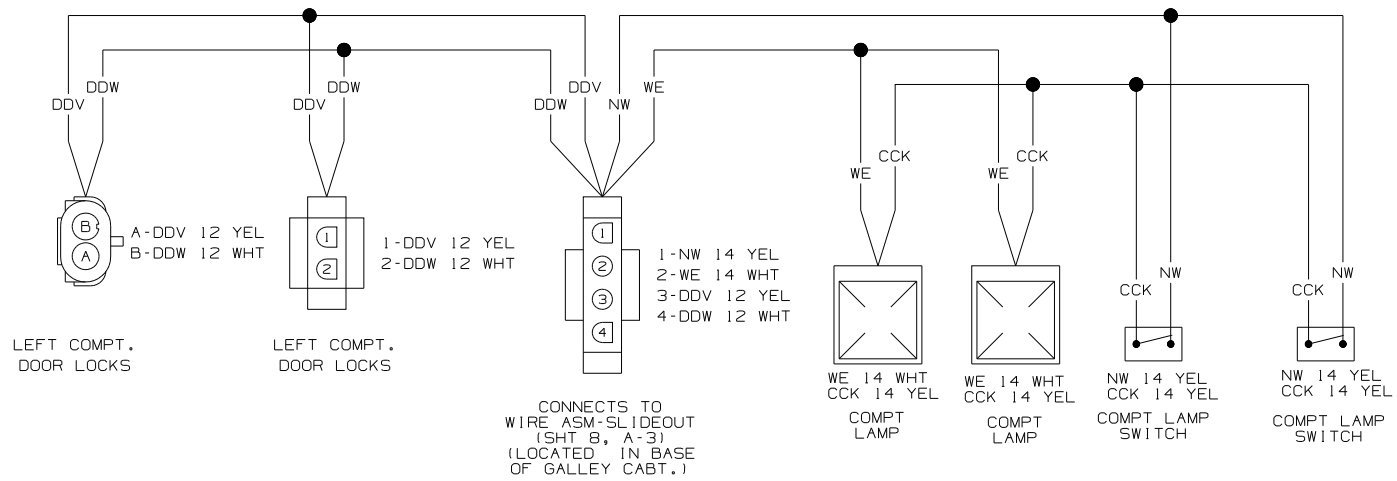 DDV
DDW
DDV
DDW
DDW
DDV
NW
WE
WE
CCK
WE
CCK
CCK
NW
CCK
NW
B
A
A-DDV 12 YEL
B-DDW 12 WHT
1
2
1-DDV 12 YEL
2-DDW 12 WHT
1
2
3
4
1-NW 14 YEL
2-WE 14 WHT
3-DDV 12 YEL
4-DDW 12 WHT
LEFT COMPT.
DOOR LOCKS
LEFT COMPT.
DOOR LOCKS
CONNECTS TO
WIRE ASM-SLIDEOUT
(SHT 8, A-3)
(LOCATED IN BASE
OF GALLEY CABT.)
WE 14 WHT
CCK 14 YEL
COMPT
LAMP
WE 14 WHT
CCK 14 YEL
COMPT
LAMP
NW 14 YEL
CCK 14 YEL
COMPT LAMP
SWITCH
NW 14 YEL
CCK 14 YEL
COMPT LAMP
SWITCH